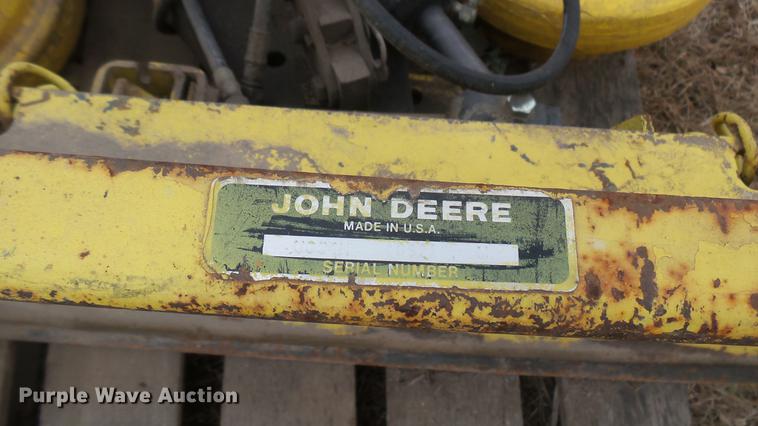 JOHN DEERE
MADE IN U.S.A.
SERIAL NUMBER
Purple Wave Auction